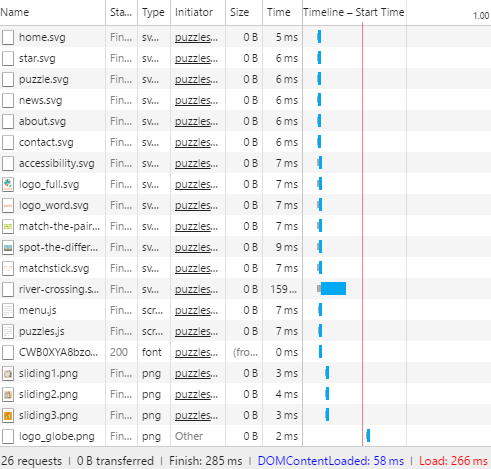 Name Sta... Type Initiator Size Time Timeline – Start Time 1.00
home.svg Fin... sv... puzzles... 0 B 5 ms
star.svg Fin... sv... puzzles... 0 B 6 ms
puzzle.svg Fin... sv... puzzles... 0 B 6 ms
news.svg Fin... sv... puzzles... 0 B 6 ms
about.svg Fin... sv... puzzles... 0 B 6 ms
contact.svg Fin... sv... puzzles... 0 B 6 ms
accessibility.svg Fin... sv... puzzles... 0 B 7 ms
logo_full.svg Fin... sv... puzzles... 0 B 7 ms
logo_word.svg Fin... sv... puzzles... 0 B 7 ms
match-the-pair... Fin... sv... puzzles... 0 B 7 ms
spot-the-differ... Fin... sv... puzzles... 0 B 9 ms
matchstick.svg Fin... sv... puzzles... 0 B 7 ms
river-crossing.s... Fin... sv... puzzles... 0 B 159 ...
menu.js Fin... scr... puzzles... 0 B 7 ms
puzzles.js Fin... scr... puzzles... 0 B 7 ms
CWB0XYA8bzo... 200 font puzzles... (fro... 0 ms
sliding1.png Fin... png puzzles... 0 B 3 ms
sliding2.png Fin... png puzzles... 0 B 4 ms
sliding3.png Fin... png puzzles... 0 B 3 ms
logo_globe.png Fin... png Other 0 B 2 ms
26 requests | 0 B transferred | Finish: 285 ms | DOMContentLoaded: 58 ms | Load: 266 ms